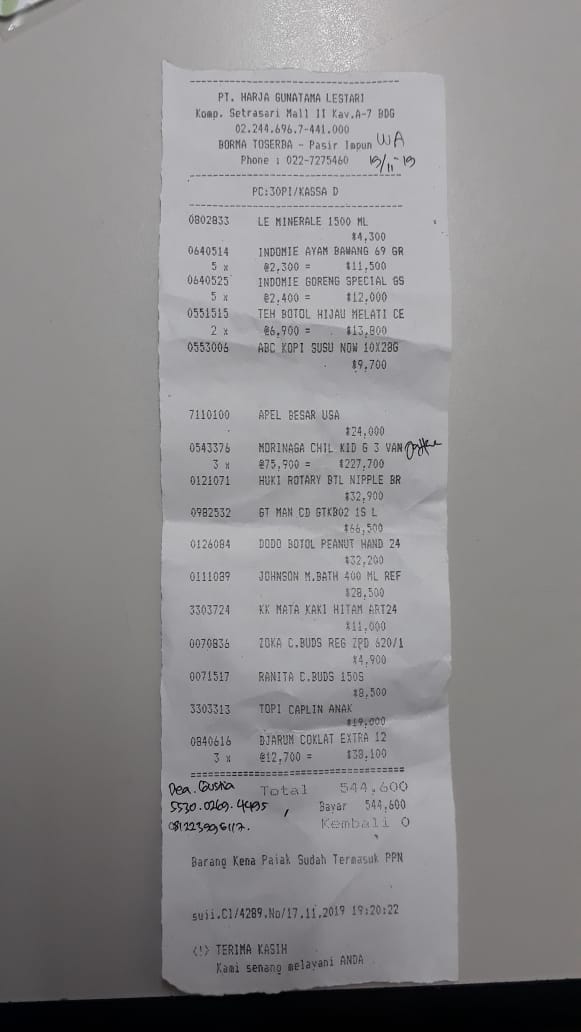 PT. HARJA GUNATAMA LESTARI
Komp. Setrasari Mall II Kav.A-7 BDG
02.244.696.7-441.000
BORMA TOSERBA - Pasir Impun WA
Phone : 022-7275460
PC:30PI/KASSA D
0802833 LE MINERALE 1500 ML
$4,300
0640514 INDOMIE AYAM BAWANG 69 GR
5 x @2,300 = $11,500
0640525 INDOMIE GORENG SPECIAL GS
5 x @2,400 = $12,000
0551515 TEH BOTOL HIJAU MELATI CE
2 x @6,900 = $13,800
0553006 ABC KOPI SUSU NOW 10X28G
$9,700
7110100 APEL BESAR USA
$24,000
0543376 MORINAGA CHIL KID G 3 VAN
3 x @75,900 = $227,700
0121071 HUKI ROTARY BTL NIPPLE BR
$32,900
0982532 GT MAN CD GTKB02 1S L
$66,500
0126084 DODO BOTOL PEANUT HAND 24
$32,200
0111089 JOHNSON M.BATH 400 ML REF
$28,500
3303724 KK MATA KAKI HITAM ART24
$11,000
0070836 ZOKA C.BUDS REG ZPD 620/1
$4,900
0071517 RANITA C.BUDS 150S
$8,500
3303313 TOPI CAPLIN ANAK
$19,000
0840616 DJARUM COKLAT EXTRA 12
3 x @12,700 = $38,100
Dea. Total 544,600
5530.0269.4495, Bayar 544,600
Kembali 0
Barang Kena Pajak Sudah Termasuk PPN
suii.C1/4289.No/17.11.2019 19:20:22
<!> TERIMA KASIH
Kami senang melayani ANDA